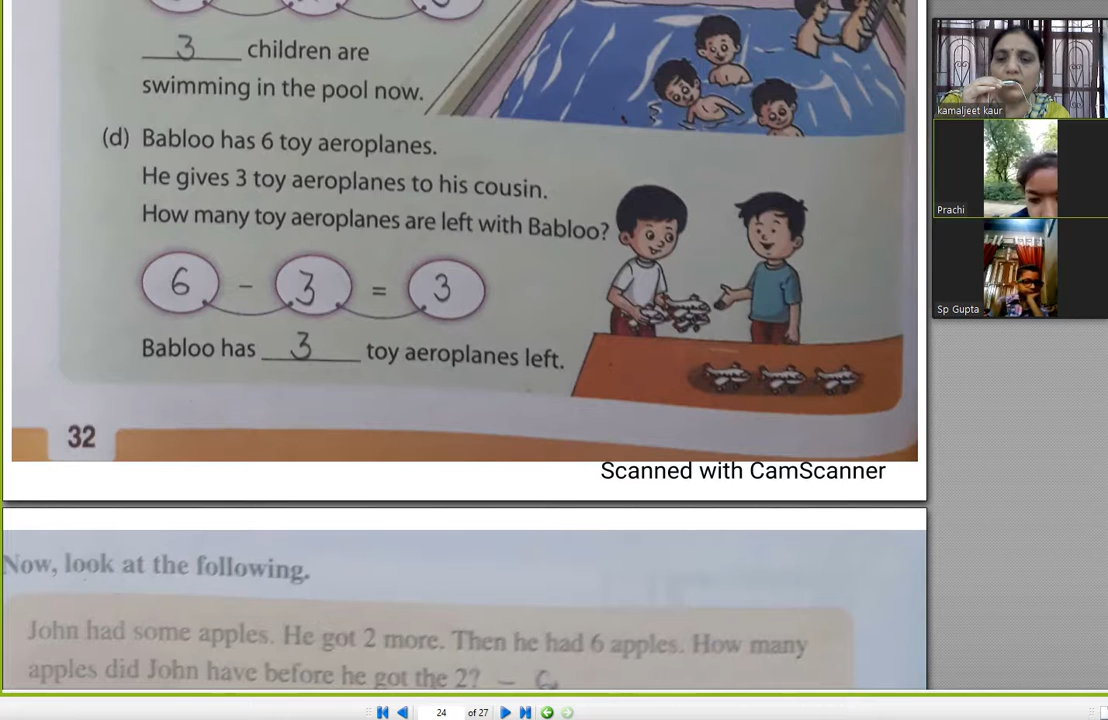 3 children are
swimming in the pool now.
(d) Babloo has 6 toy aeroplanes.
He gives 3 toy aeroplanes to his cousin.
How many toy aeroplanes are left with Babloo?
6 - 3 = 3
Babloo has 3 toy aeroplanes left.
32
Scanned with CamScanner
Now, look at the following.
John had some apples. He got 2 more. Then he had 6 apples. How many
apples did John have before he got the 2? –
24 of 27
kamaljeet kaur
Prachi
Sp Gupta